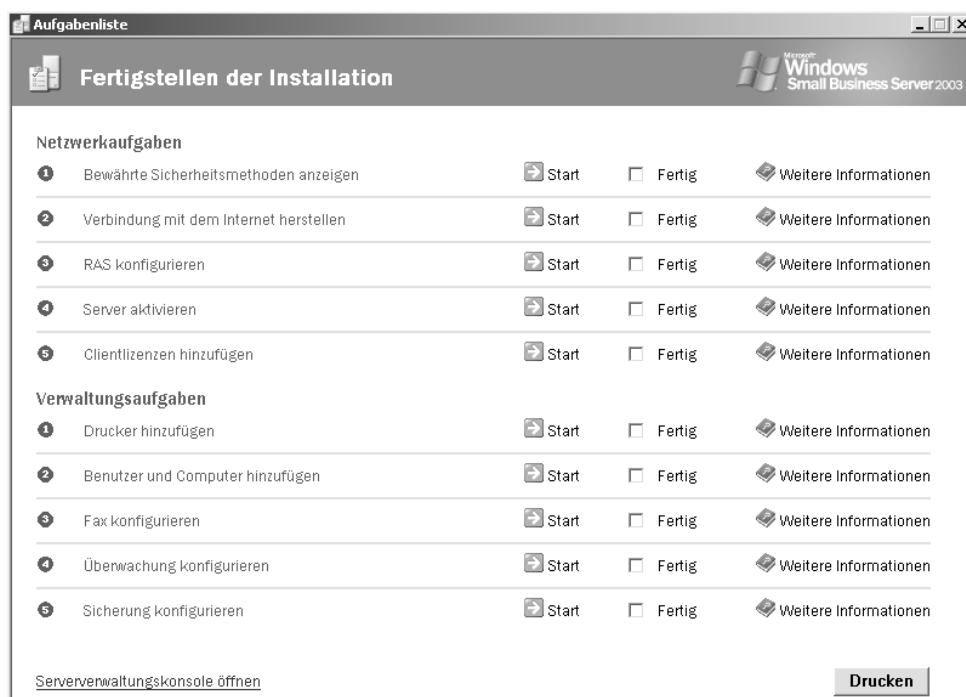 Aufgabenliste
Fertigstellen der Installation
Microsoft
Windows
Small Business Server 2003
Netzwerkaufgaben
1 Bewährte Sicherheitsmethoden anzeigen Start Fertig Weitere Informationen
2 Verbindung mit dem Internet herstellen Start Fertig Weitere Informationen
3 RAS konfigurieren Start Fertig Weitere Informationen
4 Server aktivieren Start Fertig Weitere Informationen
5 Clientlizenzen hinzufügen Start Fertig Weitere Informationen
Verwaltungsaufgaben
1 Drucker hinzufügen Start Fertig Weitere Informationen
2 Benutzer und Computer hinzufügen Start Fertig Weitere Informationen
3 Fax konfigurieren Start Fertig Weitere Informationen
4 Überwachung konfigurieren Start Fertig Weitere Informationen
5 Sicherung konfigurieren Start Fertig Weitere Informationen
Serververwaltungskonsole öffnen Drucken